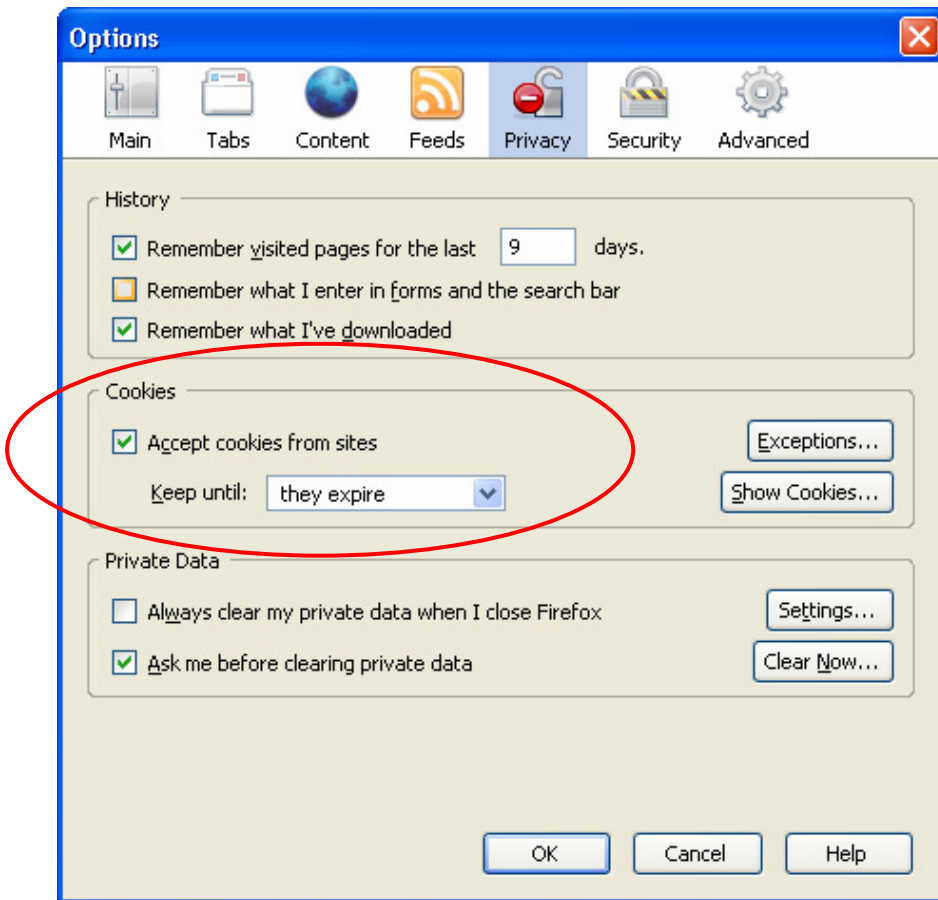 Options
Main Tabs Content Feeds Privacy Security Advanced
History
Remember visited pages for the last 9 days.
Remember what I enter in forms and the search bar
Remember what I've downloaded
Cookies
Accept cookies from sites Exceptions...
Keep until: they expire Show Cookies...
Private Data
Always clear my private data when I close Firefox Settings...
Ask me before clearing private data Clear Now...
OK Cancel Help